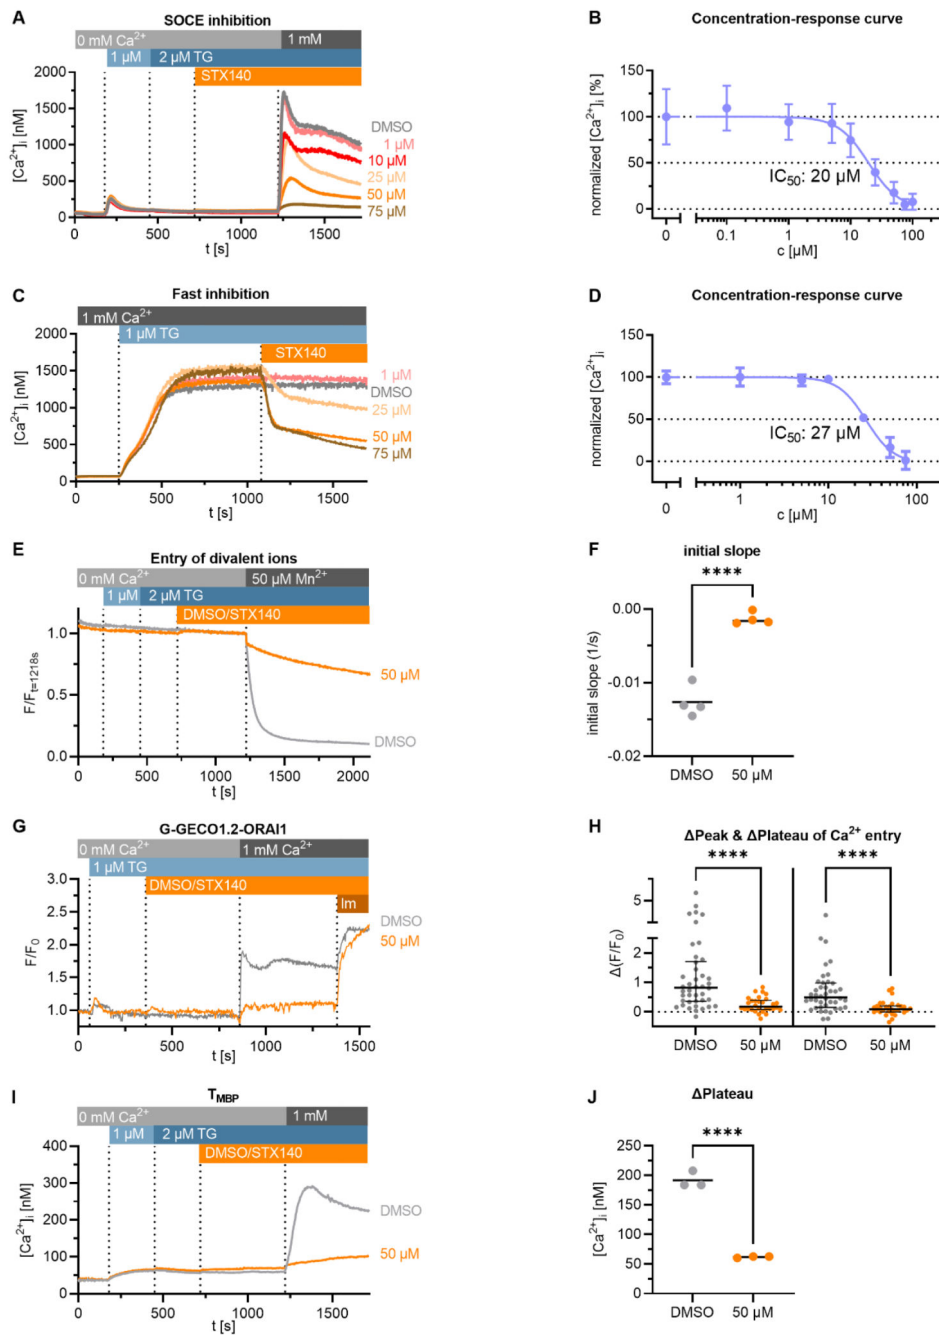 A
SOCE inhibition
0 mM Ca²⁺
1 mM
1 µM
2 µM TG
STX140
2000
1500
1000
500
0
[Ca²⁺]ᵢ [nM]
DMSO
1 µM
10 µM
25 µM
50 µM
75 µM
0 500 1000 1500
t [s]
B
Concentration-response curve
normalized [Ca²⁺]ᵢ [%]
150
100
50
0
IC₅₀: 20 µM
0 0.1 1 10 100
c [µM]
C
Fast inhibition
1 mM Ca²⁺
1 µM TG
STX140
2000
1500
1000
500
0
[Ca²⁺]ᵢ [nM]
1 µM
DMSO
25 µM
50 µM
75 µM
0 500 1000 1500
t [s]
D
Concentration-response curve
normalized [Ca²⁺]ᵢ
150
100
50
0
IC₅₀: 27 µM
0 1 10 100
c [µM]
E
Entry of divalent ions
0 mM Ca²⁺
50 µM Mn²⁺
1 µM
2 µM TG
DMSO/STX140
1.0
0.5
0.0
F/Fₜ₌₁₂₁₈ₛ
50 µM
DMSO
0 500 1000 1500 2000
t [s]
F
initial slope
****
0.00
-0.01
-0.02
initial slope (1/s)
DMSO 50 µM
G
G-GECO1.2-ORAI1
0 mM Ca²⁺
1 mM Ca²⁺
1 µM TG
DMSO/STX140
Im
3.0
2.5
2.0
1.5
1.0
F/F₀
DMSO
50 µM
0 500 1000 1500
t [s]
H
ΔPeak & ΔPlateau of Ca²⁺ entry
**** ****
5
2
1
0
Δ(F/F₀)
DMSO 50 µM DMSO 50 µM
I
T_MBP
0 mM Ca²⁺
1 mM
1 µM
2 µM TG
DMSO/STX140
400
300
200
100
0
[Ca²⁺]ᵢ [nM]
DMSO
50 µM
0 500 1000 1500
t [s]
J
ΔPlateau
****
250
200
150
100
50
0
[Ca²⁺]ᵢ [nM]
DMSO 50 µM